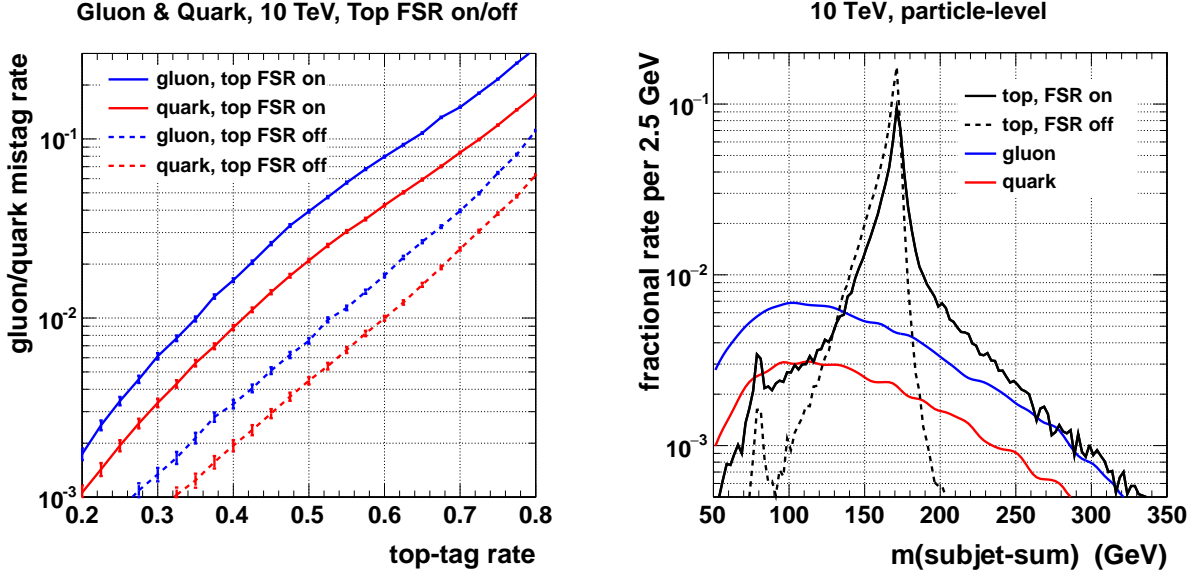 Gluon & Quark, 10 TeV, Top FSR on/off
gluon/quark mistag rate
gluon, top FSR on
quark, top FSR on
gluon, top FSR off
quark, top FSR off
10⁻¹
10⁻²
10⁻³
0.2 0.3 0.4 0.5 0.6 0.7 0.8
top-tag rate
10 TeV, particle-level
fractional rate per 2.5 GeV
top, FSR on
top, FSR off
gluon
quark
10⁻¹
10⁻²
10⁻³
50 100 150 200 250 300 350
m(subjet-sum) (GeV)